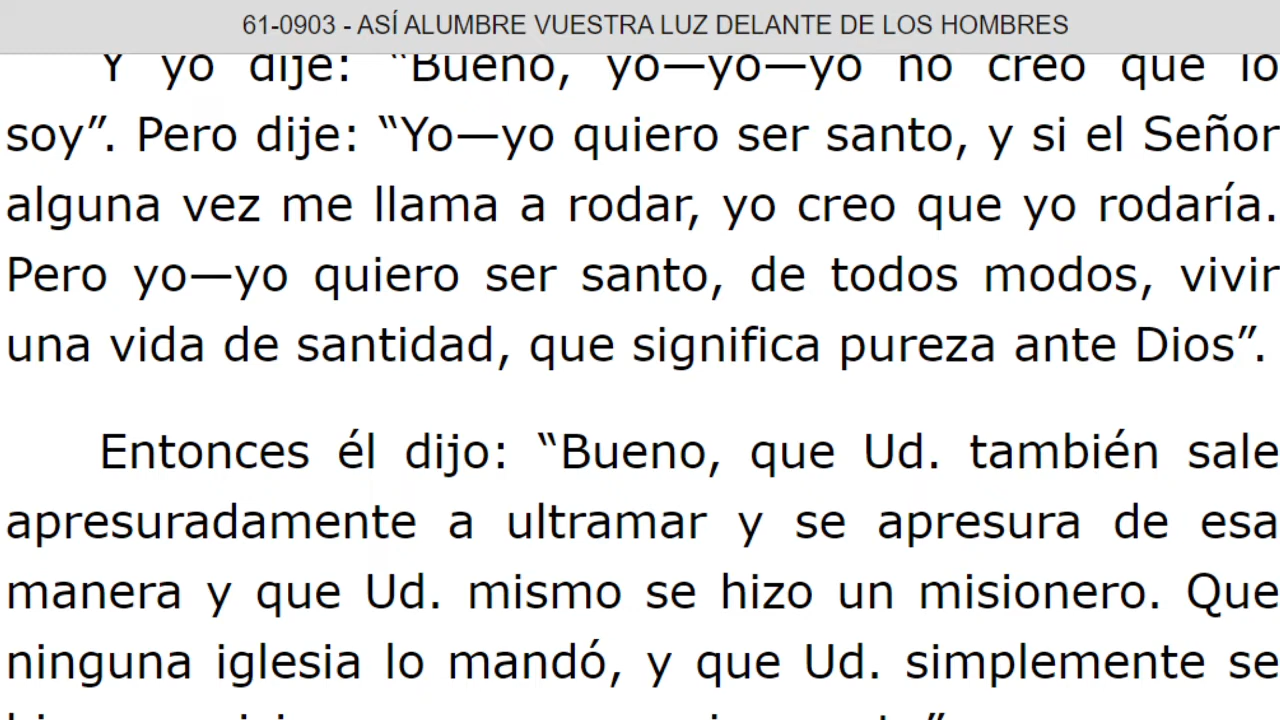 61-0903 - ASÍ ALUMBRE VUESTRA LUZ DELANTE DE LOS HOMBRES
Y yo dije: “Bueno, yo—yo—yo no creo que lo
soy”. Pero dije: “Yo—yo quiero ser santo, y si el Señor
alguna vez me llama a rodar, yo creo que yo rodaría.
Pero yo—yo quiero ser santo, de todos modos, vivir
una vida de santidad, que significa pureza ante Dios”.
Entonces él dijo: “Bueno, que Ud. también sale
apresuradamente a ultramar y se apresura de esa
manera y que Ud. mismo se hizo un misionero. Que
ninguna iglesia lo mandó, y que Ud. simplemente se